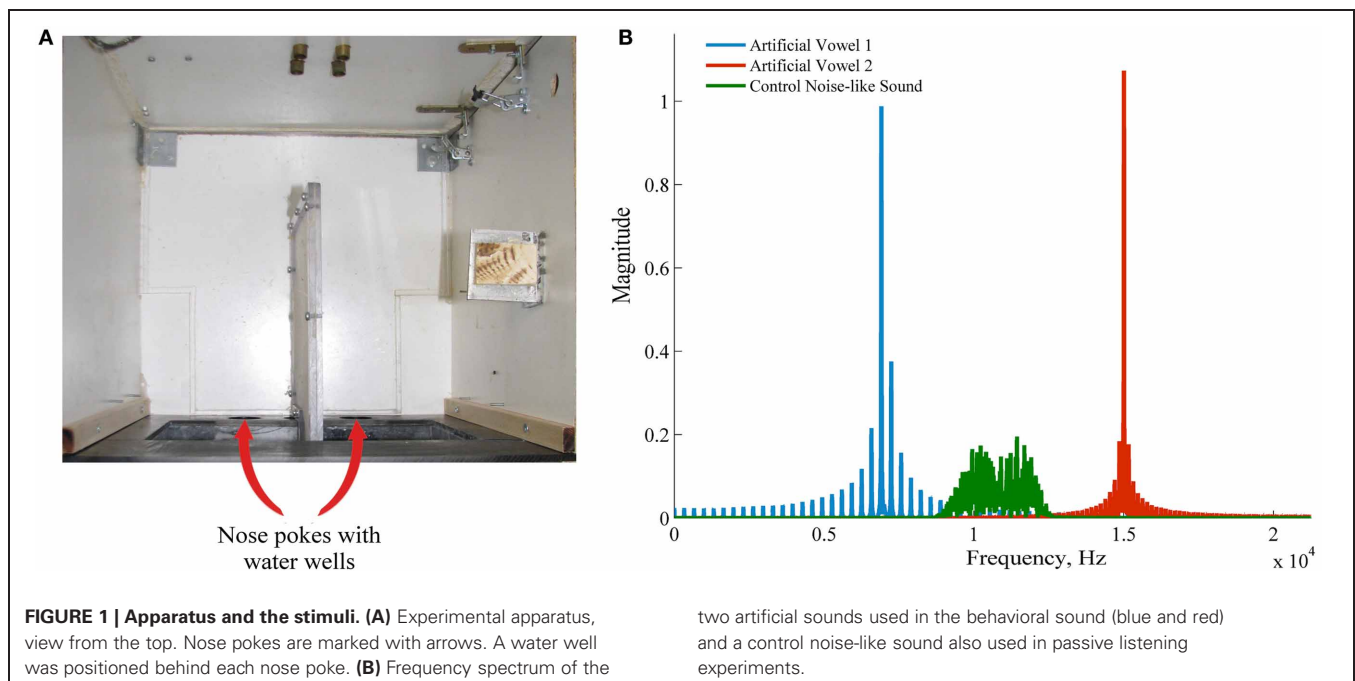 A
Nose pokes with
water wells
B
Artificial Vowel 1
Artificial Vowel 2
Control Noise-like Sound
1
0.8
0.6
0.4
0.2
0
Magnitude
0
0.5
1
1.5
2
x 10⁴
Frequency, Hz
FIGURE 1 | Apparatus and the stimuli. (A) Experimental apparatus,
view from the top. Nose pokes are marked with arrows. A water well
was positioned behind each nose poke. (B) Frequency spectrum of the
two artificial sounds used in the behavioral sound (blue and red)
and a control noise-like sound also used in passive listening
experiments.